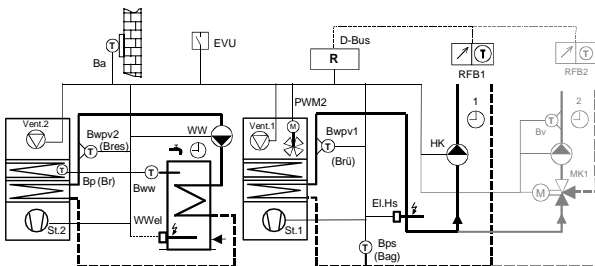 Ba
T
EVU
D-Bus
R
T
RFB1
T
RFB2
PWM2
Vent.2
WW
Vent.1
M
1
2
Bwpv2
(Bres)
T
Bwpv1
T
(Brü)
HK
Bv
T
T
Bp (Br)
Bww
T
MK1
M
WWel
El.Hs
St.2
St.1
T
Bps
(Bag)